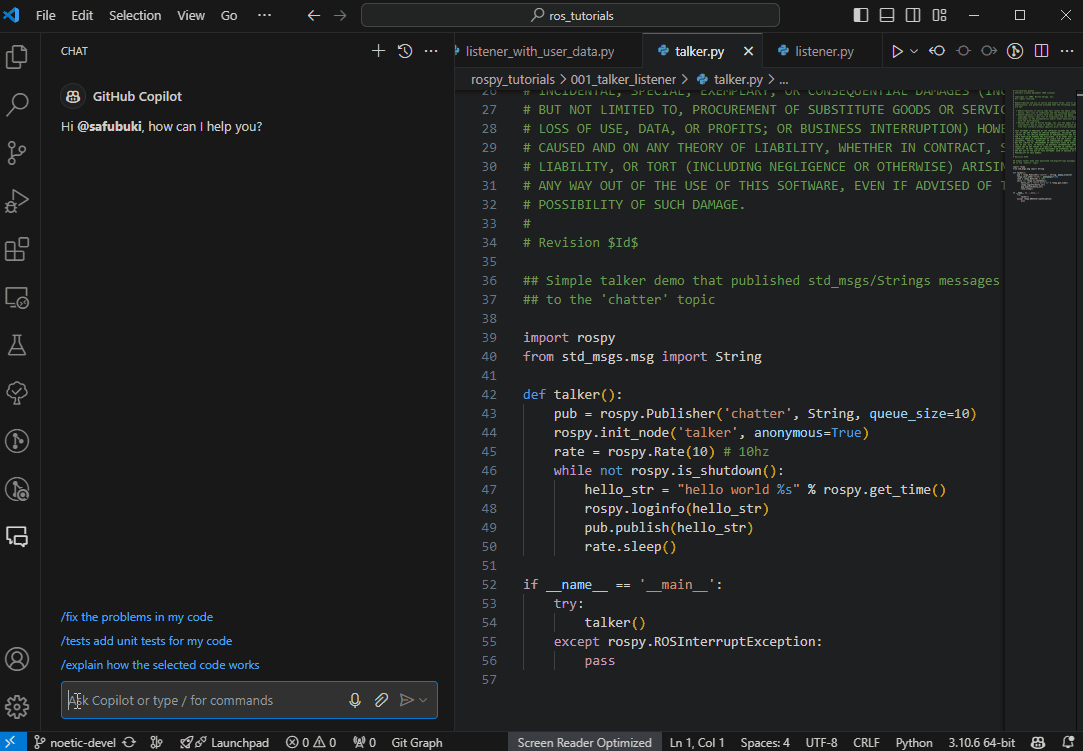 File Edit Selection View Go ··· ros_tutorials
CHAT
GitHub Copilot
Hi @safubuki, how can I help you?
/fix the problems in my code
/tests add unit tests for my code
/explain how the selected code works
Ask Copilot or type / for commands
listener_with_user_data.py talker.py listener.py
rospy_tutorials > 001_talker_listener > talker.py > ...
26 # INCIDENTAL, SPECIAL, EXEMPLARY, OR CONSEQUENTIAL DAMAGES (INC
27 # BUT NOT LIMITED TO, PROCUREMENT OF SUBSTITUTE GOODS OR SERVIC
28 # LOSS OF USE, DATA, OR PROFITS; OR BUSINESS INTERRUPTION) HOWE
29 # CAUSED AND ON ANY THEORY OF LIABILITY, WHETHER IN CONTRACT, S
30 # LIABILITY, OR TORT (INCLUDING NEGLIGENCE OR OTHERWISE) ARISIN
31 # ANY WAY OUT OF THE USE OF THIS SOFTWARE, EVEN IF ADVISED OF T
32 # POSSIBILITY OF SUCH DAMAGE.
33 #
34 # Revision $Id$
35
36 ## Simple talker demo that published std_msgs/Strings messages
37 ## to the 'chatter' topic
38
39 import rospy
40 from std_msgs.msg import String
41
42 def talker():
43 pub = rospy.Publisher('chatter', String, queue_size=10)
44 rospy.init_node('talker', anonymous=True)
45 rate = rospy.Rate(10) # 10hz
46 while not rospy.is_shutdown():
47 hello_str = "hello world %s" % rospy.get_time()
48 rospy.loginfo(hello_str)
49 pub.publish(hello_str)
50 rate.sleep()
51
52 if __name__ == '__main__':
53 try:
54 talker()
55 except rospy.ROSInterruptException:
56 pass
57
noetic-devel Launchpad 0 0 0 Git Graph Screen Reader Optimized Ln 1, Col 1 Spaces: 4 UTF-8 CRLF Python 3.10.6 64-bit